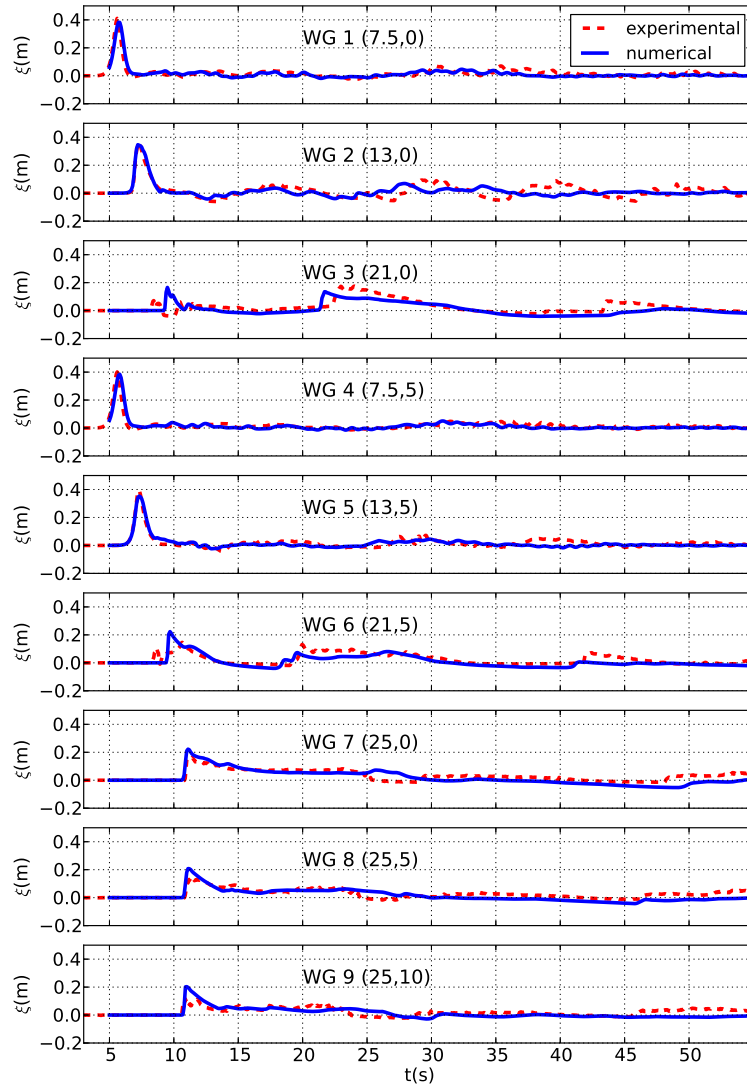 0.4
0.2
0.0
−0.2
ξ(m)
WG 1 (7.5,0)
experimental
numerical
0.4
0.2
0.0
−0.2
ξ(m)
WG 2 (13,0)
0.4
0.2
0.0
−0.2
ξ(m)
WG 3 (21,0)
0.4
0.2
0.0
−0.2
ξ(m)
WG 4 (7.5,5)
0.4
0.2
0.0
−0.2
ξ(m)
WG 5 (13,5)
0.4
0.2
0.0
−0.2
ξ(m)
WG 6 (21,5)
0.4
0.2
0.0
−0.2
ξ(m)
WG 7 (25,0)
0.4
0.2
0.0
−0.2
ξ(m)
WG 8 (25,5)
0.4
0.2
0.0
−0.2
ξ(m)
WG 9 (25,10)
5 10 15 20 25 30 35 40 45 50
t(s)